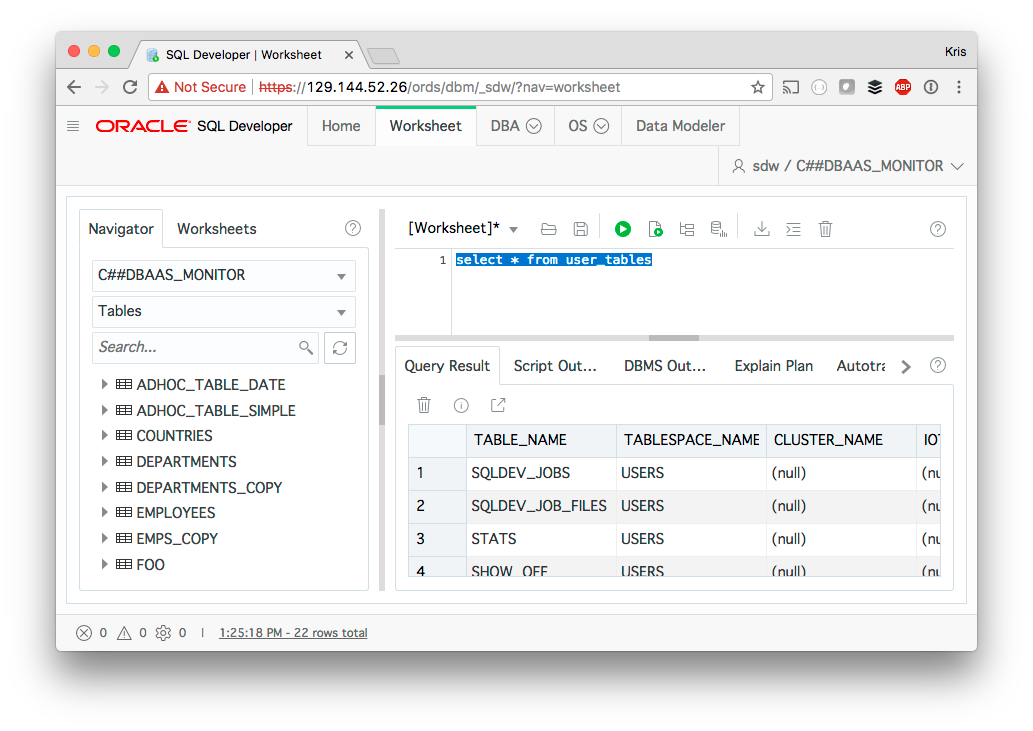 SQL Developer | Worksheet
Kris
Not Secure https://129.144.52.26/ords/dbm/_sdw/?nav=worksheet
ABP
ORACLE SQL Developer Home Worksheet DBA OS Data Modeler
sdw / C##DBAAS_MONITOR
Navigator Worksheets
[Worksheet]*
C##DBAAS_MONITOR
1 select * from user_tables
Tables
Search...
Query Result Script Out... DBMS Out... Explain Plan Autotra
ADHOC_TABLE_DATE
ADHOC_TABLE_SIMPLE
COUNTRIES
DEPARTMENTS
DEPARTMENTS_COPY
EMPLOYEES
EMPS_COPY
FOO
TABLE_NAME TABLESPACE_NAME CLUSTER_NAME IOT
1 SQLDEV_JOBS USERS (null) (nu
2 SQLDEV_JOB_FILES USERS (null) (nu
3 STATS USERS (null) (nu
4 SHOW_OFF USERS (null) (nu
0 0 0 | 1:25:18 PM - 22 rows total